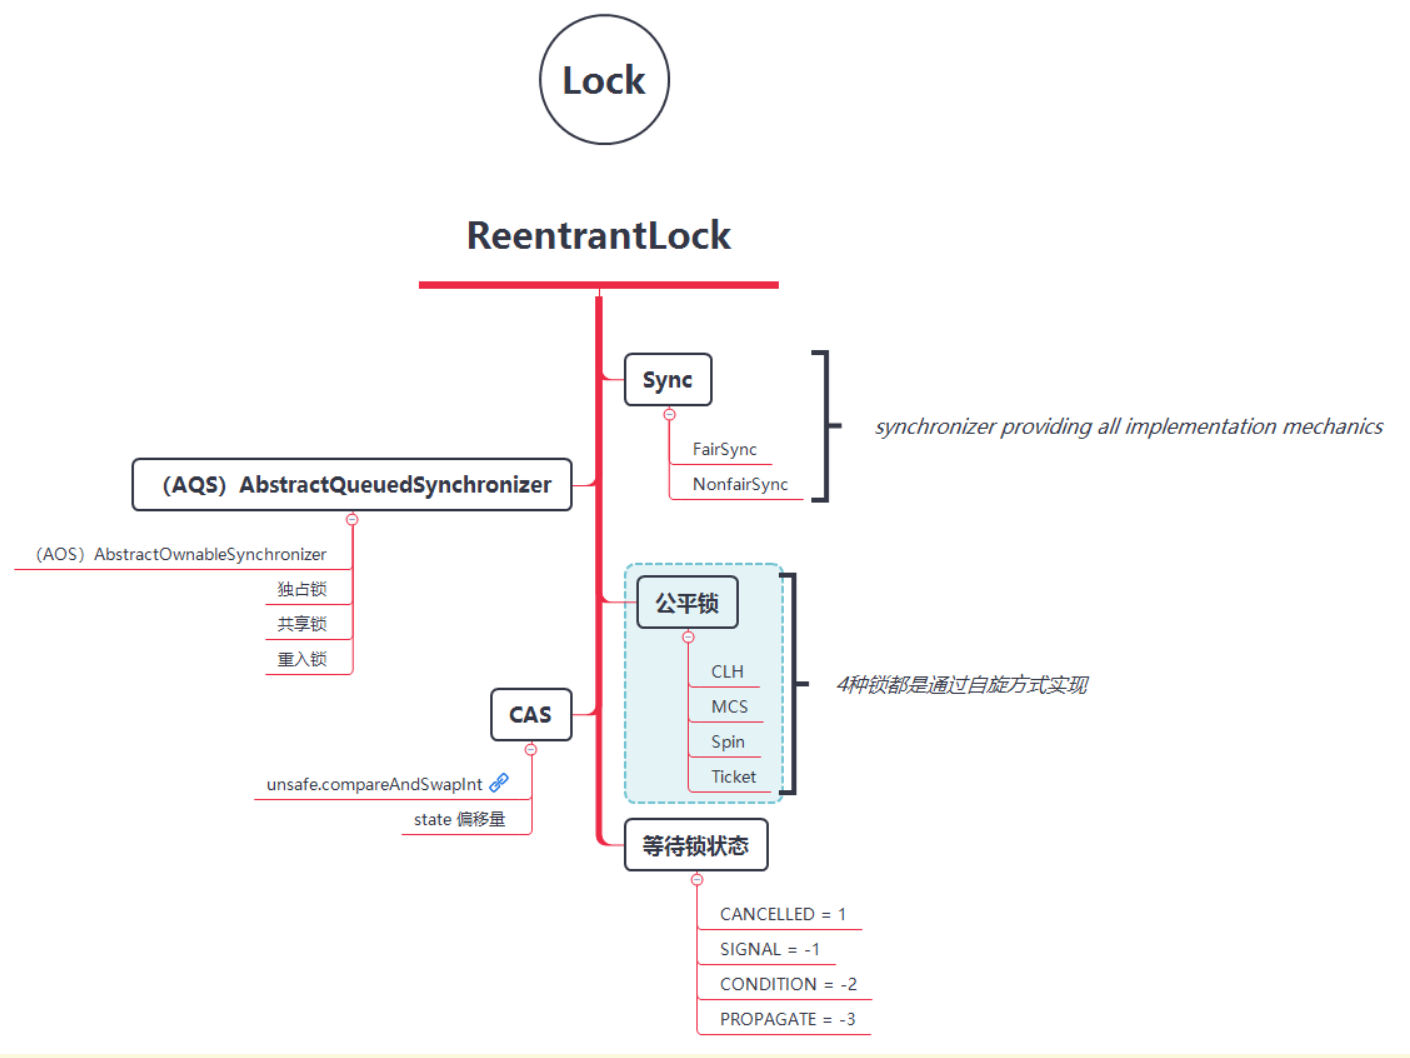 Lock
ReentrantLock
Sync
FairSync
NonfairSync
synchronizer providing all implementation mechanics
（AQS）AbstractQueuedSynchronizer
（AOS）AbstractOwnableSynchronizer
独占锁
共享锁
重入锁
公平锁
CLH
MCS
Spin
Ticket
4种锁都是通过自旋方式实现
CAS
unsafe.compareAndSwapInt
state 偏移量
等待锁状态
CANCELLED = 1
SIGNAL = -1
CONDITION = -2
PROPAGATE = -3